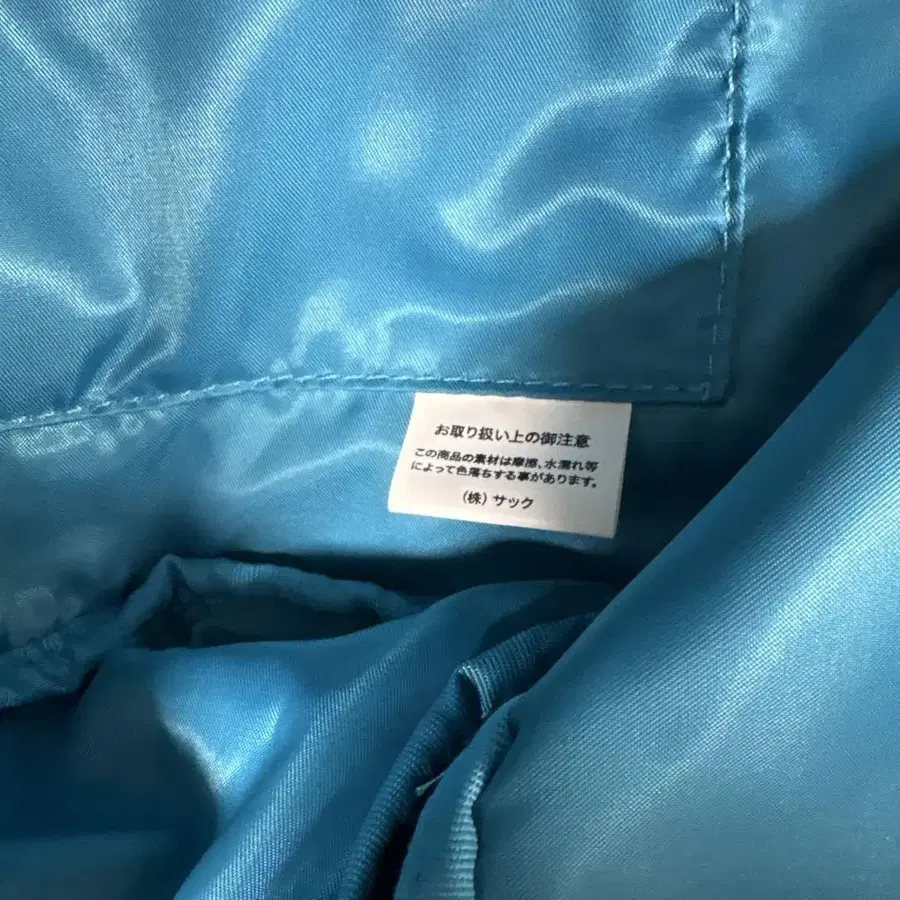 お取り扱い上の御注意
この商品の素材は摩擦、水濡れ等
によって色落ちする事があります。
（株）サック